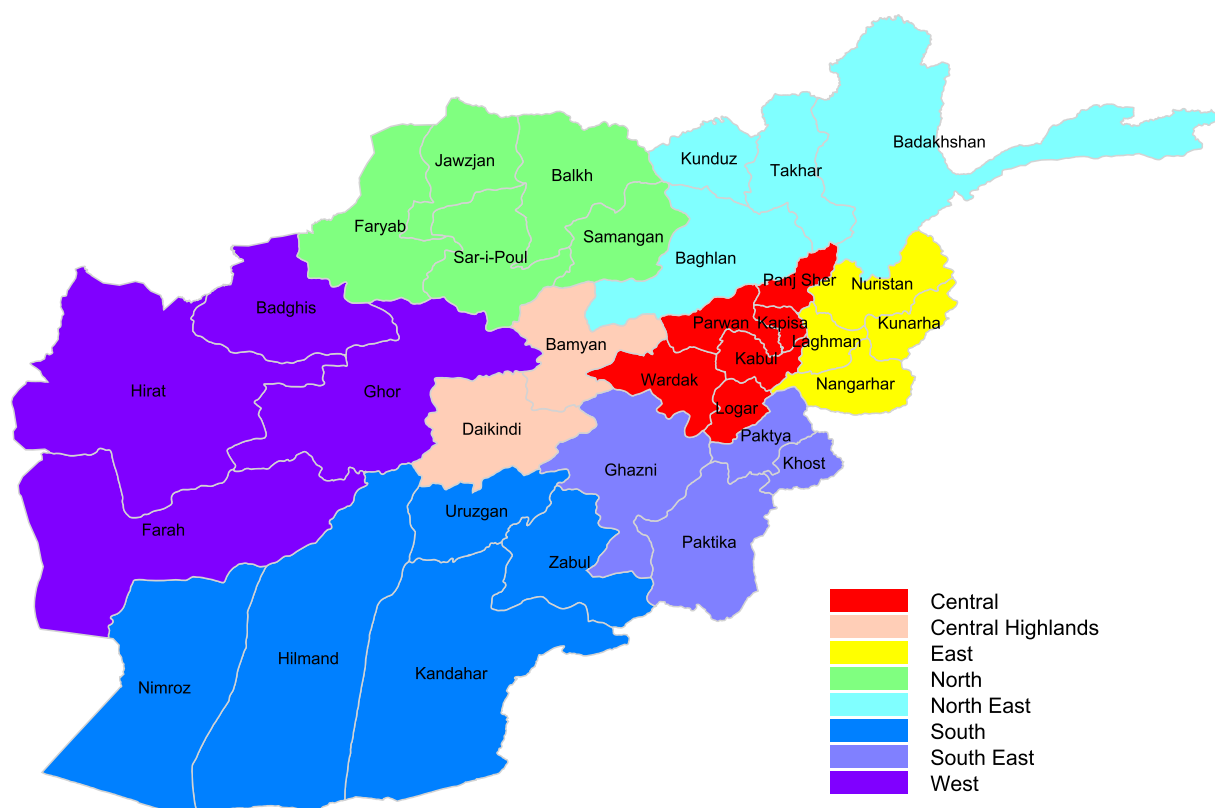 Badakhshan
Kunduz
Jawzjan
Takhar
Balkh
Faryab
Samangan
Sar-i-Poul
Baghlan
Panj Sher
Nuristan
Badghis
Parwan
Kapisa
Kunarha
Bamyan
Laghman
Kabul
Hirat
Ghor
Wardak
Nangarhar
Logar
Daikindi
Paktya
Khost
Ghazni
Uruzgan
Farah
Paktika
Zabul
Hilmand
Kandahar
Nimroz
Central
Central Highlands
East
North
North East
South
South East
West